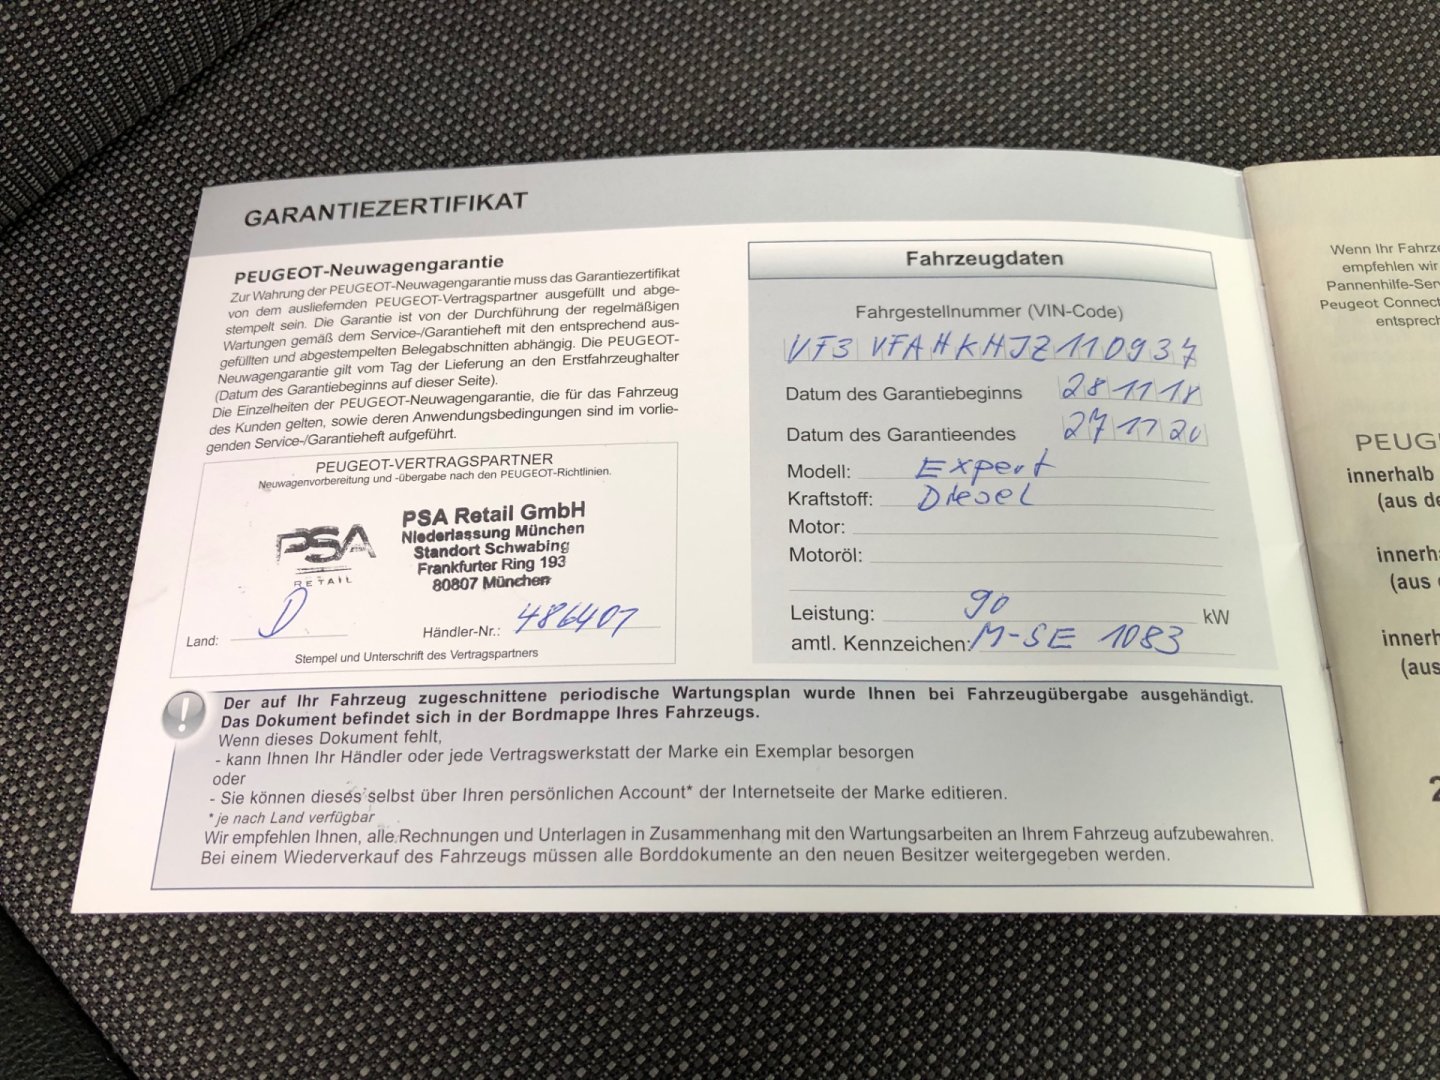 GARANTIEZERTIFIKAT
PEUGEOT-Neuwagengarantie
Zur Wahrung der PEUGEOT-Neuwagengarantie muss das Garantiezertifikat
von dem ausliefernden PEUGEOT-Vertragspartner ausgefüllt und abge-
stempelt sein. Die Garantie ist von der Durchführung der regelmäßigen
Wartungen gemäß dem Service-/Garantieheft mit den entsprechend aus-
gefüllten und abgestempelten Belegabschnitten abhängig. Die PEUGEOT-
Neuwagengarantie gilt vom Tag der Lieferung an den Erstfahrzeughalter
(Datum des Garantiebeginns auf dieser Seite).
Die Einzelheiten der PEUGEOT-Neuwagengarantie, die für das Fahrzeug
des Kunden gelten, sowie deren Anwendungsbedingungen sind im vorlie-
genden Service-/Garantieheft aufgeführt.
PEUGEOT-VERTRAGSPARTNER
Neuwagenvorbereitung und -übergabe nach den PEUGEOT-Richtlinien.
PSA
RETAIL
PSA Retail GmbH
Niederlassung München
Standort Schwabing
Frankfurter Ring 193
80807 München
Land: D
Händler-Nr.: 486407
Stempel und Unterschrift des Vertragspartners
Fahrzeugdaten
Fahrgestellnummer (VIN-Code)
VF3 VFAHKHJZ110937
Datum des Garantiebeginns 28 11 18
Datum des Garantieendes 27 11 20
Modell: Expert
Kraftstoff: Diesel
Motor:
Motoröl:
Leistung: 90 kW
amtl. Kennzeichen: M-SE 1083
Der auf Ihr Fahrzeug zugeschnittene periodische Wartungsplan wurde Ihnen bei Fahrzeugübergabe ausgehändigt.
Das Dokument befindet sich in der Bordmappe Ihres Fahrzeugs.
Wenn dieses Dokument fehlt,
- kann Ihnen Ihr Händler oder jede Vertragswerkstatt der Marke ein Exemplar besorgen
oder
- Sie können dieses selbst über Ihren persönlichen Account* der Internetseite der Marke editieren.
* je nach Land verfügbar
Wir empfehlen Ihnen, alle Rechnungen und Unterlagen in Zusammenhang mit den Wartungsarbeiten an Ihrem Fahrzeug aufzubewahren.
Bei einem Wiederverkauf des Fahrzeugs müssen alle Borddokumente an den neuen Besitzer weitergegeben werden.
Wenn Ihr Fahrze
empfehlen wir
Pannenhilfe-Ser
Peugeot Connect
entsprech
PEUG
innerhalb
(aus de
innerha
(aus
innerh
(aus
2